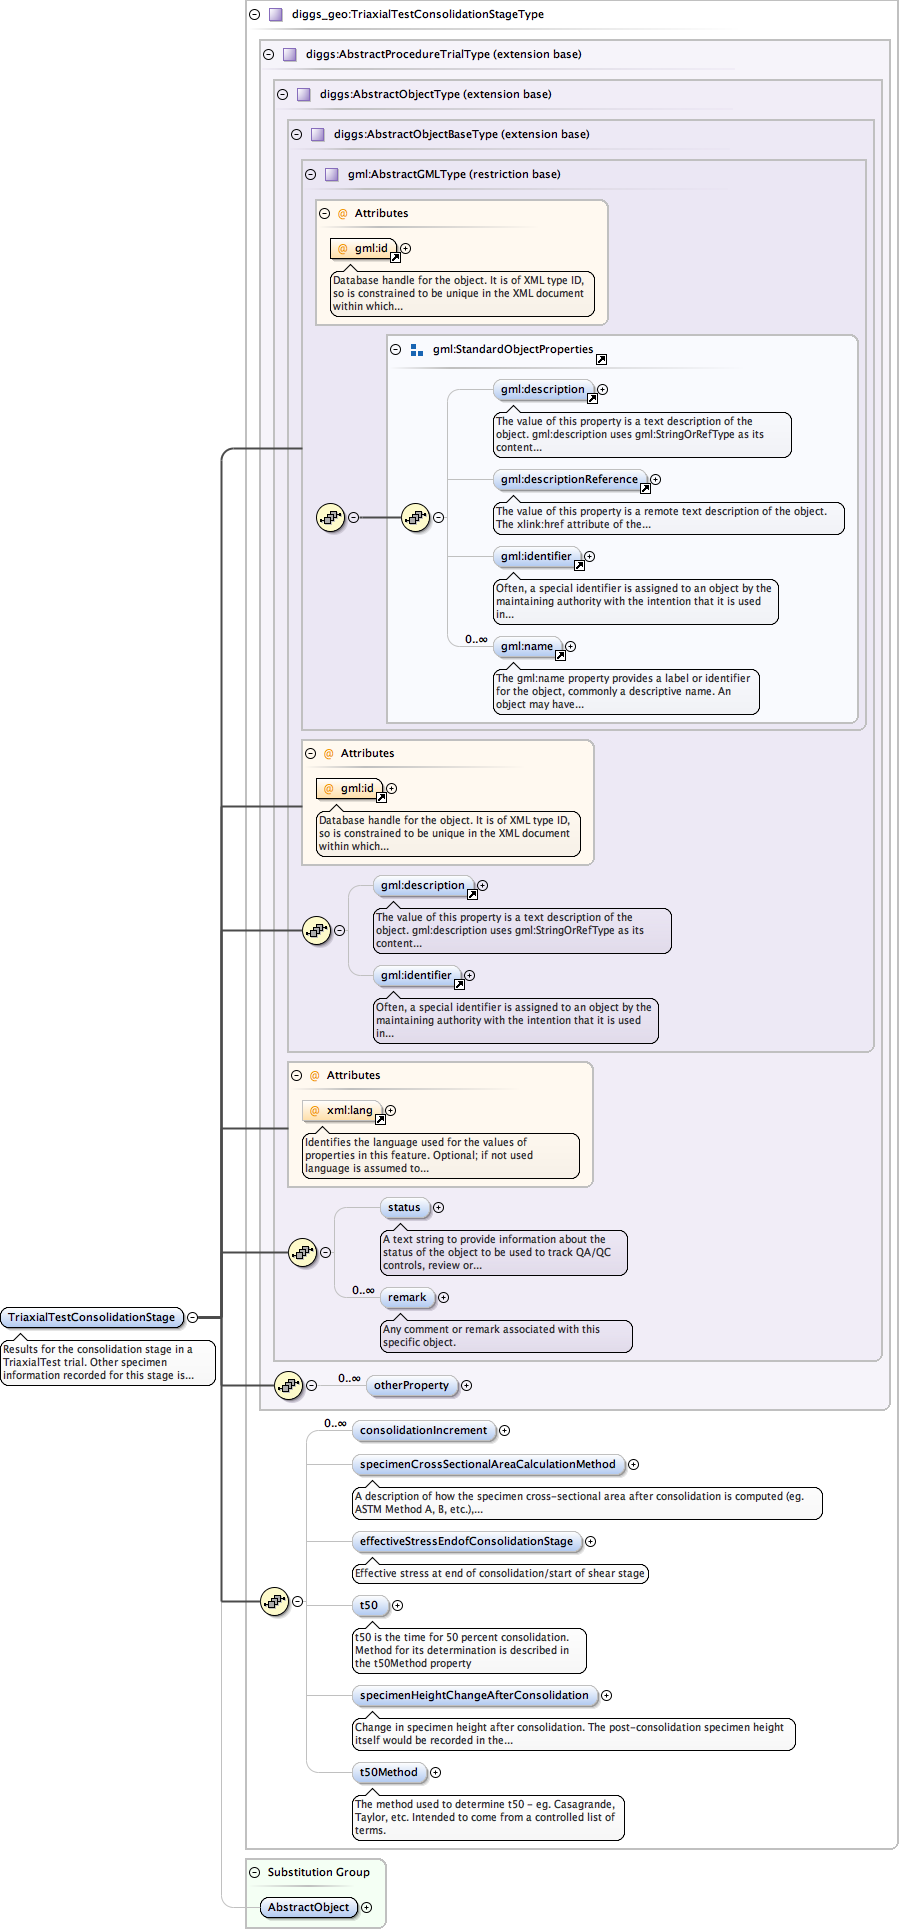 diggs_geo:TriaxialTestConsolidationStageType
diggs:AbstractProcedureTrialType (extension base)
diggs:AbstractObjectType (extension base)
diggs:AbstractObjectBaseType (extension base)
gml:AbstractGMLType (restriction base)
@ Attributes
@ gml:id
Database handle for the object. It is of XML type ID,
so is constrained to be unique in the XML document
within which...
gml:StandardObjectProperties
gml:description
The value of this property is a text description of the
object. gml:description uses gml:StringOrRefType as its
content...
gml:descriptionReference
The value of this property is a remote text description of the object.
The xlink:href attribute of the...
gml:identifier
Often, a special identifier is assigned to an object by the
maintaining authority with the intention that it is used
in...
0..∞
gml:name
The gml:name property provides a label or identifier
for the object, commonly a descriptive name. An
object may have...
@ Attributes
@ gml:id
Database handle for the object. It is of XML type ID,
so is constrained to be unique in the XML document
within which...
gml:description
The value of this property is a text description of the
object. gml:description uses gml:StringOrRefType as its
content...
gml:identifier
Often, a special identifier is assigned to an object by the
maintaining authority with the intention that it is used
in...
@ Attributes
@ xml:lang
Identifies the language used for the values of
properties in this feature. Optional; if not used
language is assumed to...
status
A text string to provide information about the
status of the object to be used to track QA/QC
controls, review or...
0..∞
remark
Any comment or remark associated with this
specific object.
TriaxialTestConsolidationStage
Results for the consolidation stage in a
TriaxialTest trial. Other specimen
information recorded for this stage is...
0..∞
otherProperty
0..∞
consolidationIncrement
specimenCrossSectionalAreaCalculationMethod
A description of how the specimen cross-sectional area after consolidation is computed (eg.
ASTM Method A, B, etc.),...
effectiveStressEndofConsolidationStage
Effective stress at end of consolidation/start of shear stage
t50
t50 is the time for 50 percent consolidation.
Method for its determination is described in
the t50Method property
specimenHeightChangeAfterConsolidation
Change in specimen height after consolidation. The post-consolidation specimen height
itself would be recorded in the...
t50Method
The method used to determine t50 - eg. Casagrande,
Taylor, etc. Intended to come from a controlled list of
terms.
Substitution Group
AbstractObject